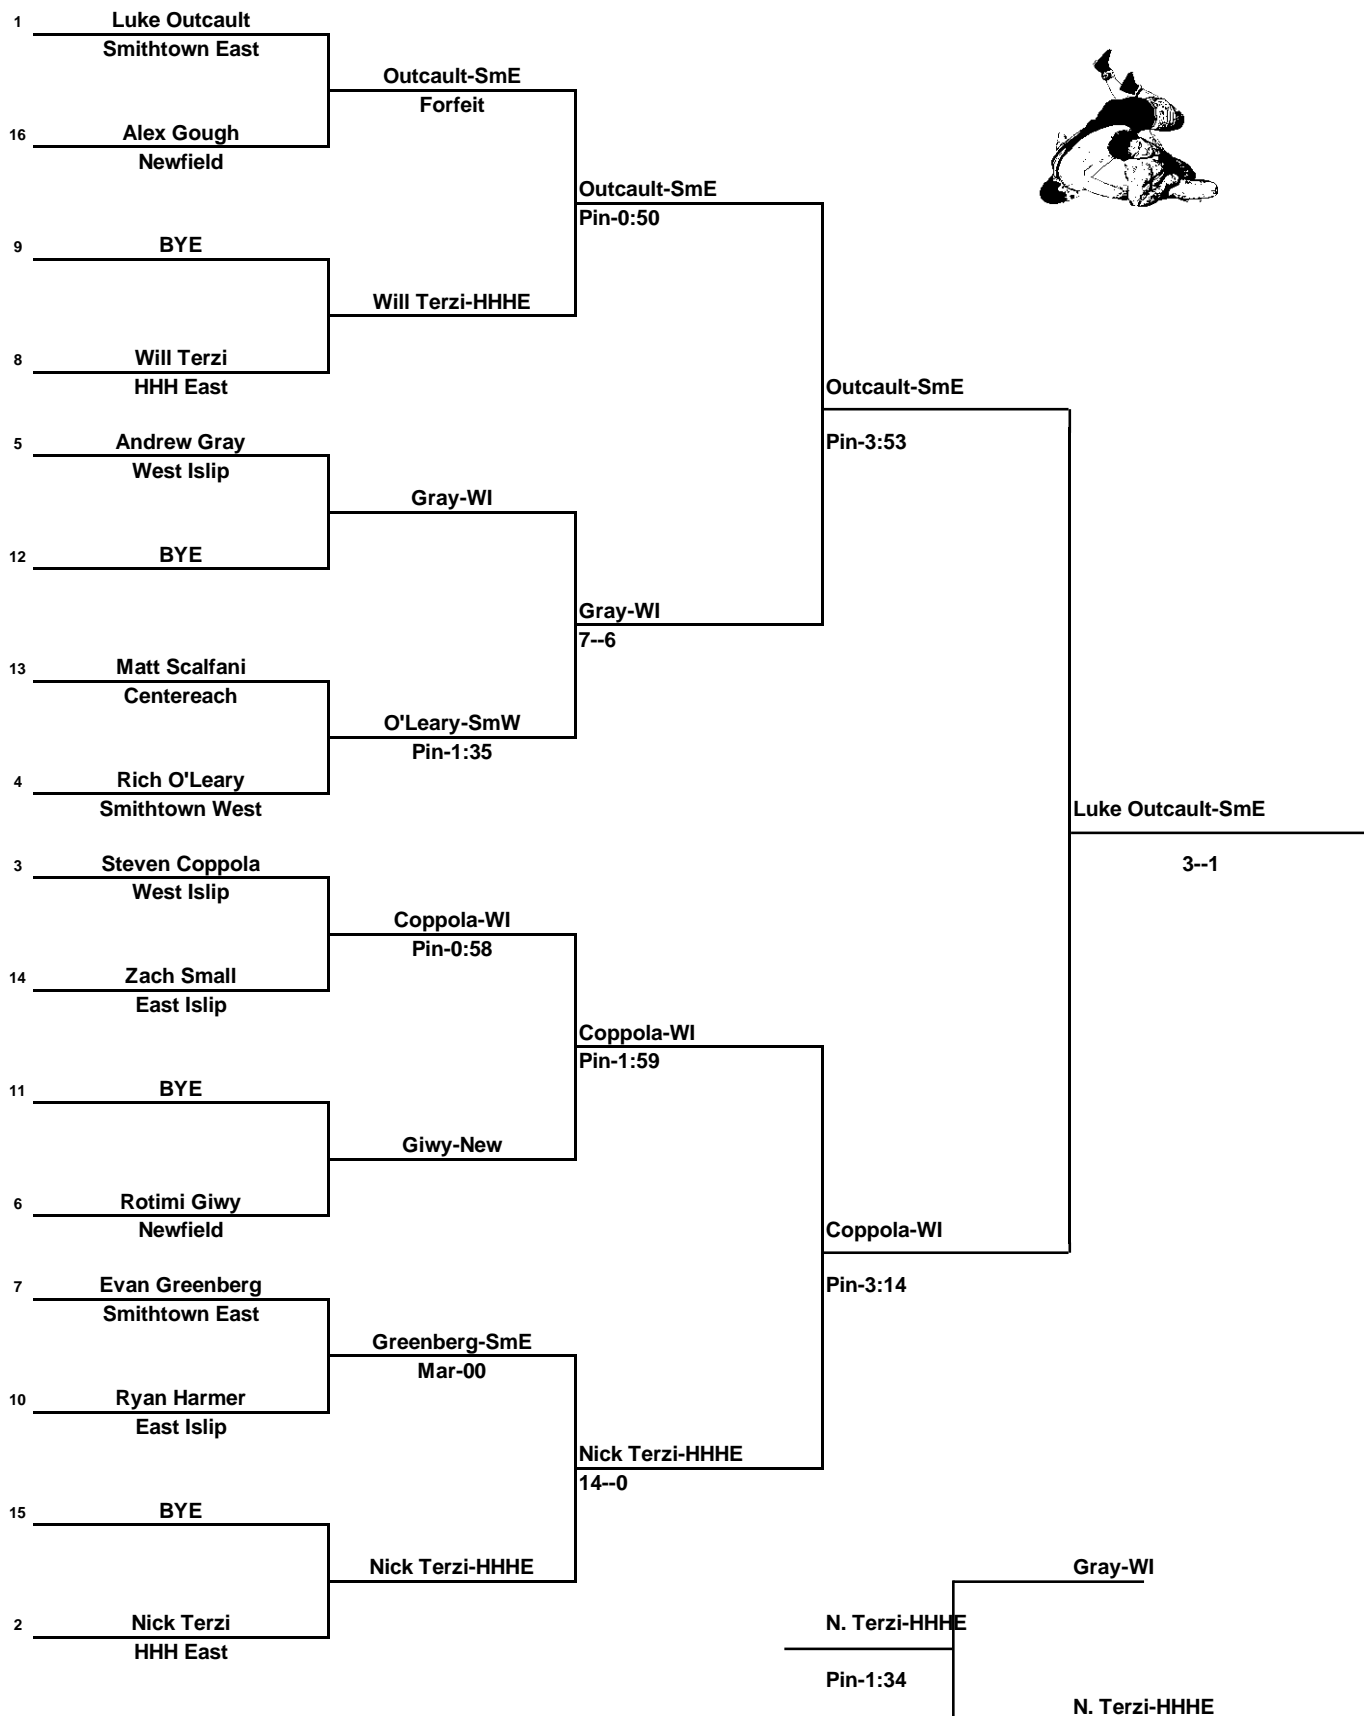 1
Luke Outcault
Smithtown East
Outcault-SmE
Forfeit
16
Alex Gough
Newfield
Outcault-SmE
Pin-0:50
9
BYE
Will Terzi-HHHE
8
Will Terzi
HHH East
Outcault-SmE
Pin-3:53
5
Andrew Gray
West Islip
Gray-WI
12
BYE
Gray-WI
7--6
13
Matt Scalfani
Centereach
O'Leary-SmW
Pin-1:35
4
Rich O'Leary
Smithtown West
Luke Outcault-SmE
3--1
3
Steven Coppola
West Islip
Coppola-WI
Pin-0:58
14
Zach Small
East Islip
Coppola-WI
Pin-1:59
11
BYE
Giwy-New
6
Rotimi Giwy
Newfield
Coppola-WI
Pin-3:14
7
Evan Greenberg
Smithtown East
Greenberg-SmE
Mar-00
10
Ryan Harmer
East Islip
Nick Terzi-HHHE
14--0
15
BYE
Nick Terzi-HHHE
2
Nick Terzi
HHH East
Gray-WI
N. Terzi-HHHE
Pin-1:34
N. Terzi-HHHE